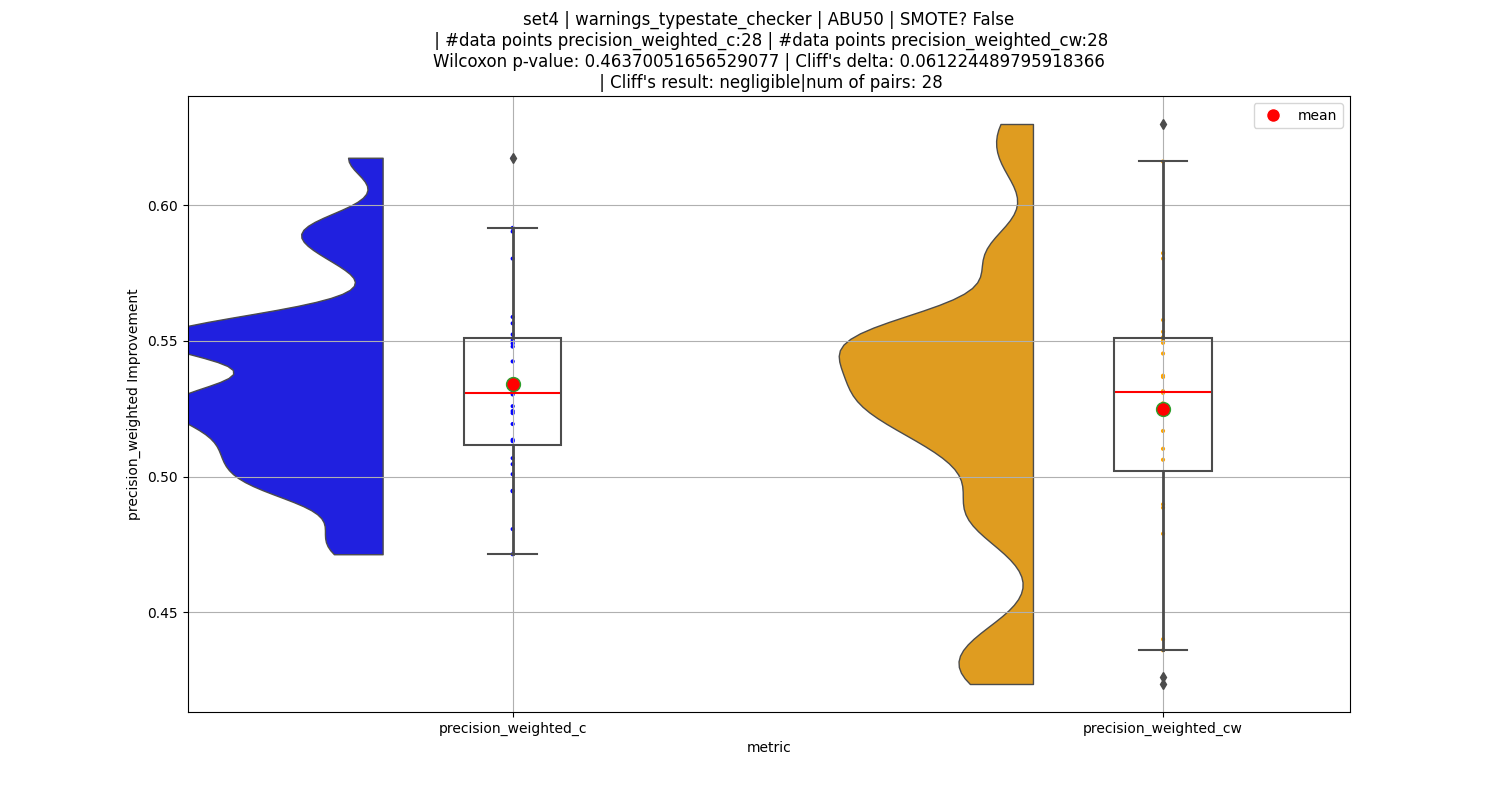 set4 | warnings_typestate_checker | ABU50 | SMOTE? False
| #data points precision_weighted_c:28 | #data points precision_weighted_cw:28
Wilcoxon p-value: 0.46370051656529077 | Cliff's delta: 0.061224489795918366
| Cliff's result: negligible|num of pairs: 28
mean
0.60
0.55
0.50
0.45
precision_weighted Improvement
precision_weighted_c
precision_weighted_cw
metric